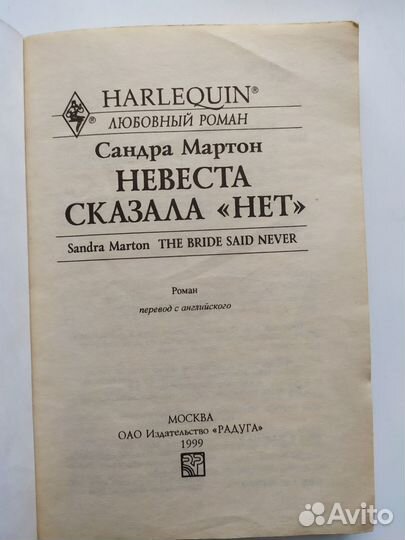 HARLEQUIN®
®
ЛЮБОВНЫЙ РОМАН
Сандра Мартон
НЕВЕСТА
СКАЗАЛА «НЕТ»
Sandra Marton THE BRIDE SAID NEVER
Роман
перевод с английского
МОСКВА
ОАО Издательство «РАДУГА»
1999
Avito